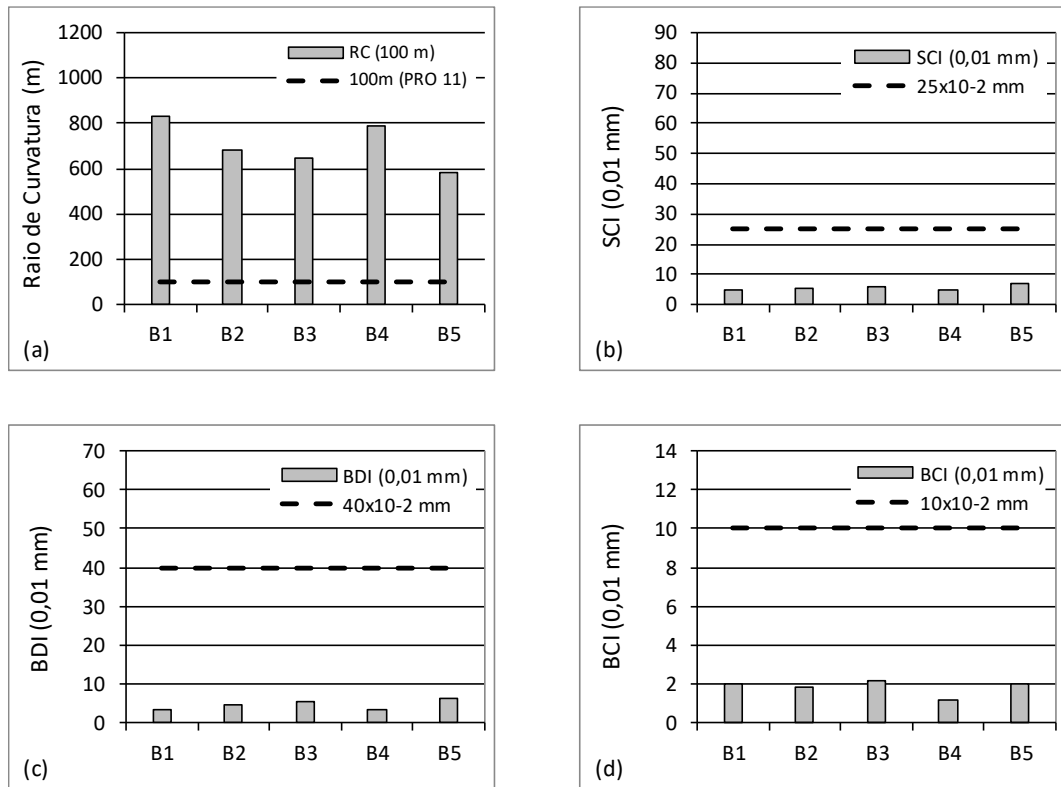 Raio de Curvatura (m)
1200
1000
800
600
400
200
0
RC (100 m)
100m (PRO 11)
B1 B2 B3 B4 B5
(a)
SCI (0,01 mm)
90
80
70
60
50
40
30
20
10
0
SCI (0,01 mm)
25x10-2 mm
B1 B2 B3 B4 B5
(b)
BDI (0,01 mm)
70
60
50
40
30
20
10
0
BDI (0,01 mm)
40x10-2 mm
B1 B2 B3 B4 B5
(c)
BCI (0,01 mm)
14
12
10
8
6
4
2
0
BCI (0,01 mm)
10x10-2 mm
B1 B2 B3 B4 B5
(d)